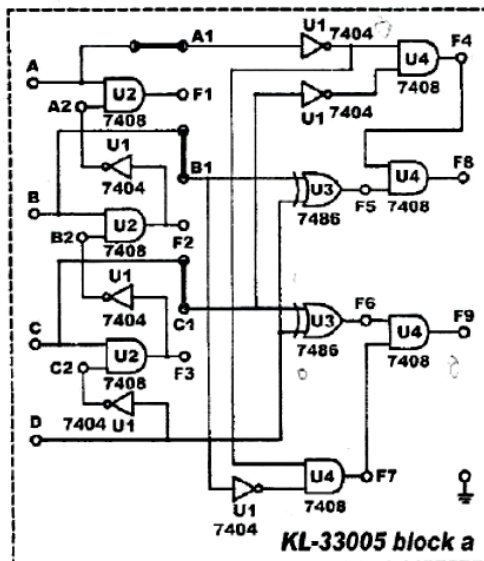 A1 U1 7404 F4
A U4
A2 U2 F1 U1 7404 7408
7408
U1 B1 F8
7404 U3 U4
B U2 7486 F5 7408
B2 7408 F2
U1 F6 F9
7404 C1 U3 U4
C U2 7486 7408
C2 7408 F3
7404 U1
D
U4 F7
U1 7408
7404
KL-33005 block a